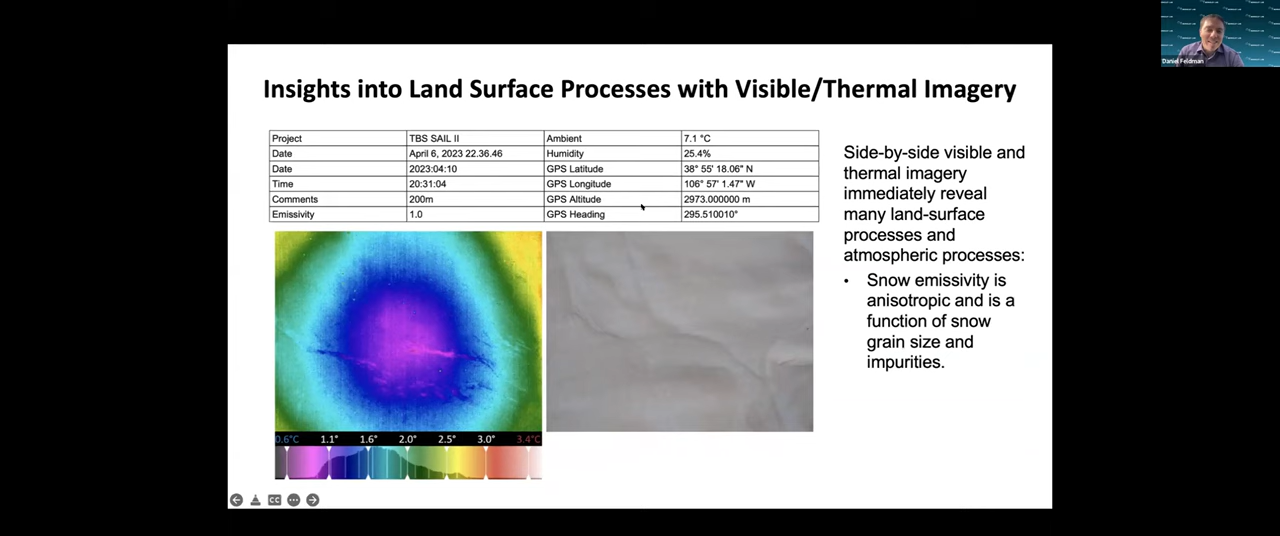 Daniel Feldman
Insights into Land Surface Processes with Visible/Thermal Imagery
Project TBS SAIL II Ambient 7.1 °C
Date April 6, 2023 22.36.46 Humidity 25.4%
Date 2023:04:10 GPS Latitude 38° 55' 18.06" N
Time 20:31:04 GPS Longitude 106° 57' 1.47" W
Comments 200m GPS Altitude 2973.000000 m
Emissivity 1.0 GPS Heading 295.510010°
Side-by-side visible and
thermal imagery
immediately reveal
many land-surface
processes and
atmospheric processes:
• Snow emissivity is
anisotropic and is a
function of snow
grain size and
impurities.
0.6°C 1.1° 1.6° 2.0° 2.5° 3.0° 3.4°C
CC